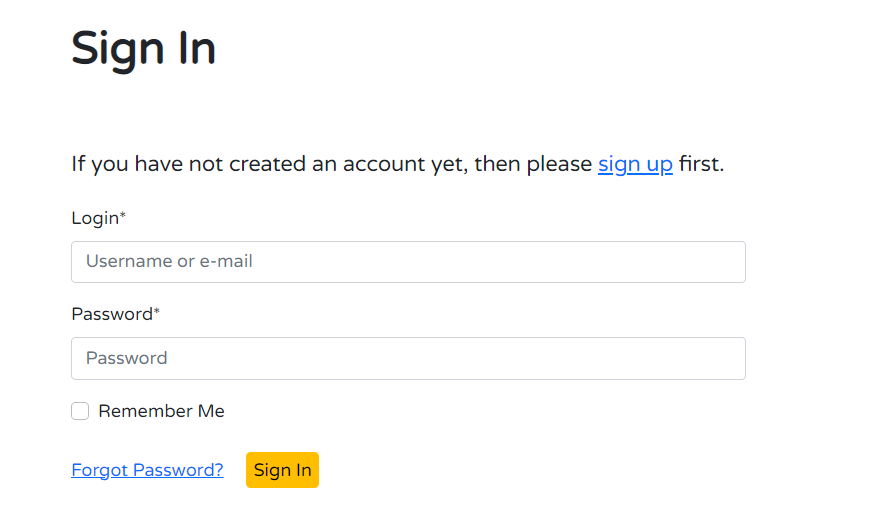 Sign In
If you have not created an account yet, then please sign up first.
Login*
Username or e-mail
Password*
Password
Remember Me
Forgot Password? Sign In